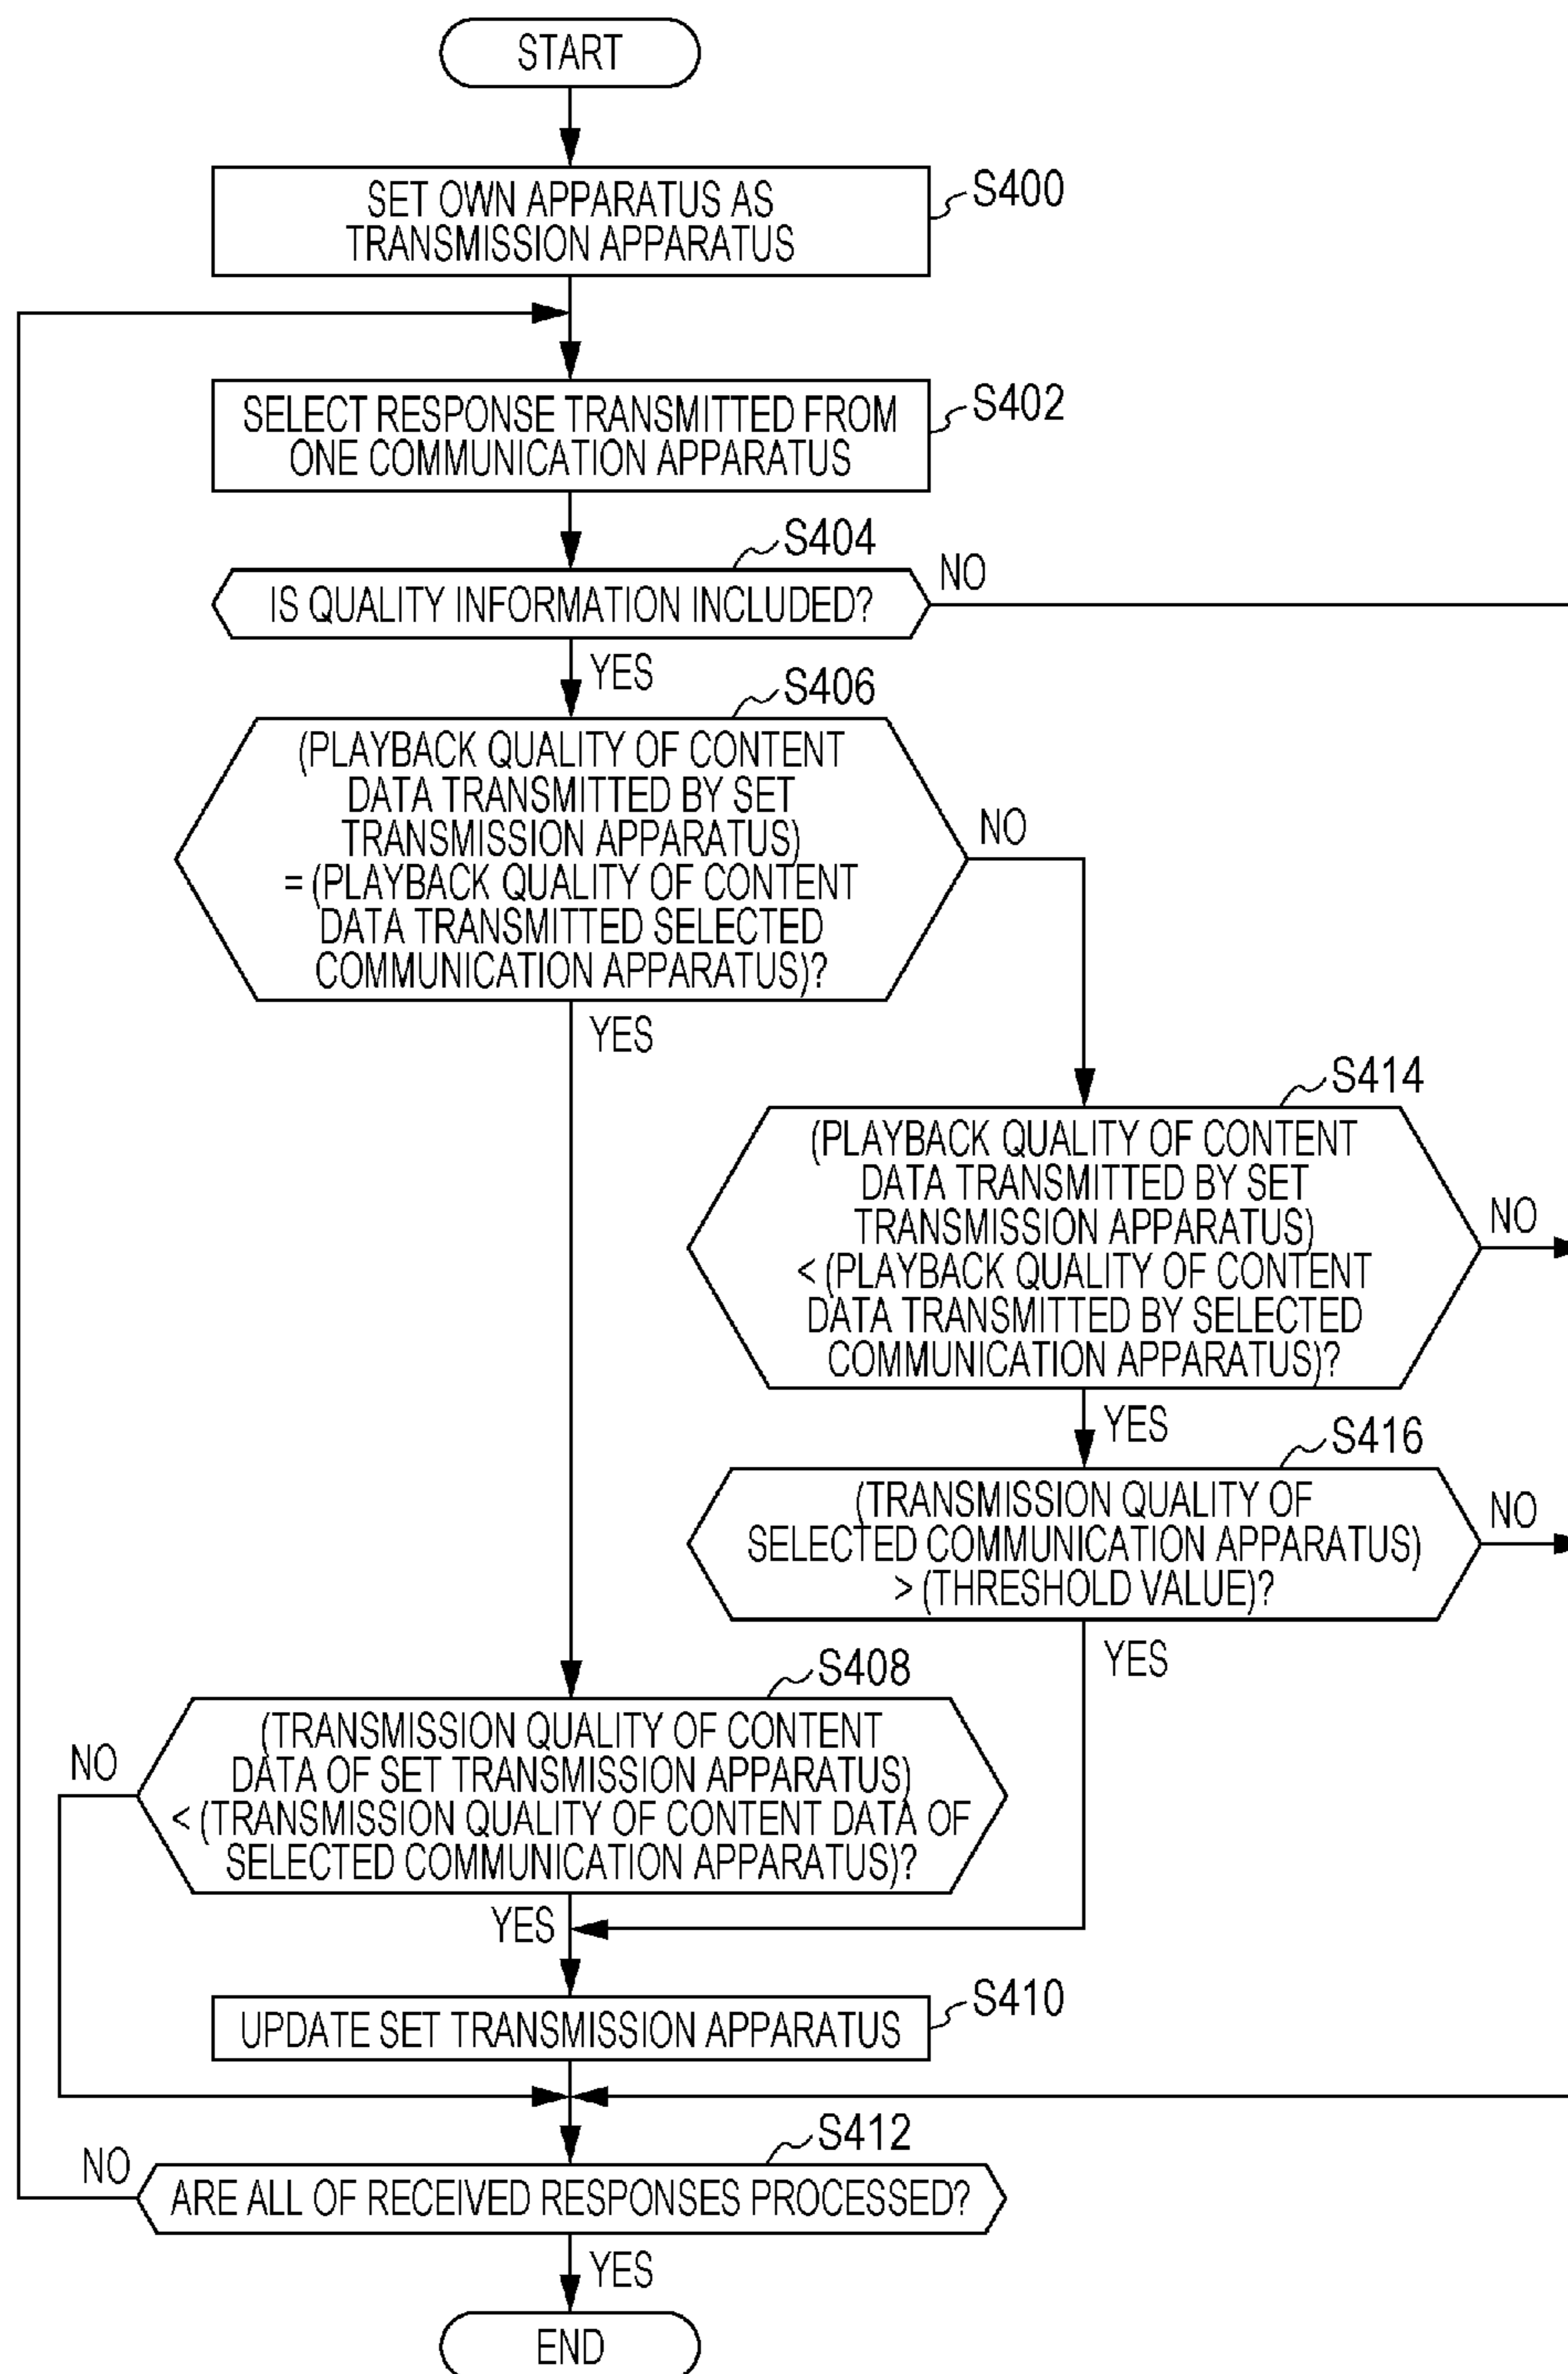 START
SET OWN APPARATUS AS
TRANSMISSION APPARATUS
S400
SELECT RESPONSE TRANSMITTED FROM
ONE COMMUNICATION APPARATUS
S402
S404
IS QUALITY INFORMATION INCLUDED?
NO
YES
S406
(PLAYBACK QUALITY OF CONTENT
DATA TRANSMITTED BY SET
TRANSMISSION APPARATUS)
= (PLAYBACK QUALITY OF CONTENT
DATA TRANSMITTED SELECTED
COMMUNICATION APPARATUS)?
NO
YES
S414
(PLAYBACK QUALITY OF CONTENT
DATA TRANSMITTED BY SET
TRANSMISSION APPARATUS)
< (PLAYBACK QUALITY OF CONTENT
DATA TRANSMITTED BY SELECTED
COMMUNICATION APPARATUS)?
NO
YES
S416
(TRANSMISSION QUALITY OF
SELECTED COMMUNICATION APPARATUS)
> (THRESHOLD VALUE)?
NO
YES
S408
(TRANSMISSION QUALITY OF CONTENT
DATA OF SET TRANSMISSION APPARATUS)
< (TRANSMISSION QUALITY OF CONTENT DATA OF
SELECTED COMMUNICATION APPARATUS)?
NO
YES
UPDATE SET TRANSMISSION APPARATUS
S410
S412
ARE ALL OF RECEIVED RESPONSES PROCESSED?
NO
YES
END